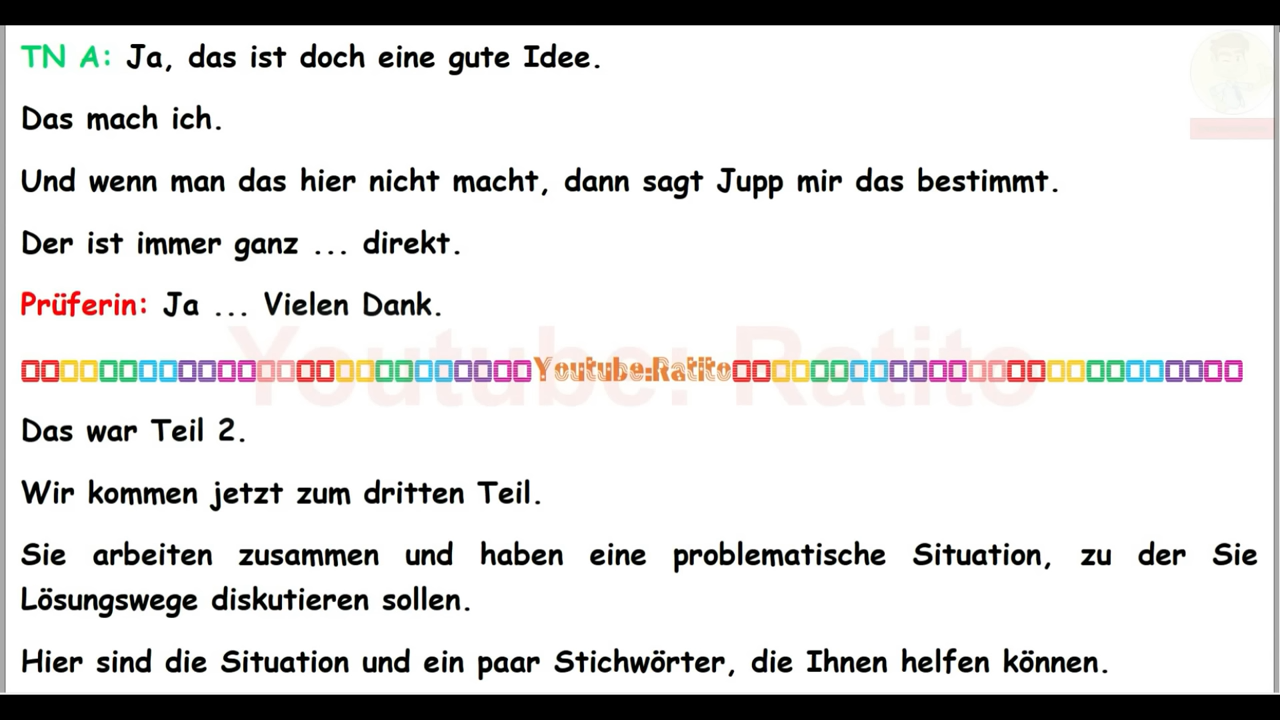 TN A: Ja, das ist doch eine gute Idee.
Das mach ich.
Und wenn man das hier nicht macht, dann sagt Jupp mir das bestimmt.
Der ist immer ganz ... direkt.
Prüferin: Ja ... Vielen Dank.
Youtube:Ratito
Youtube: Ratito
Das war Teil 2.
Wir kommen jetzt zum dritten Teil.
Sie arbeiten zusammen und haben eine problematische Situation, zu der Sie
Lösungswege diskutieren sollen.
Hier sind die Situation und ein paar Stichwörter, die Ihnen helfen können.